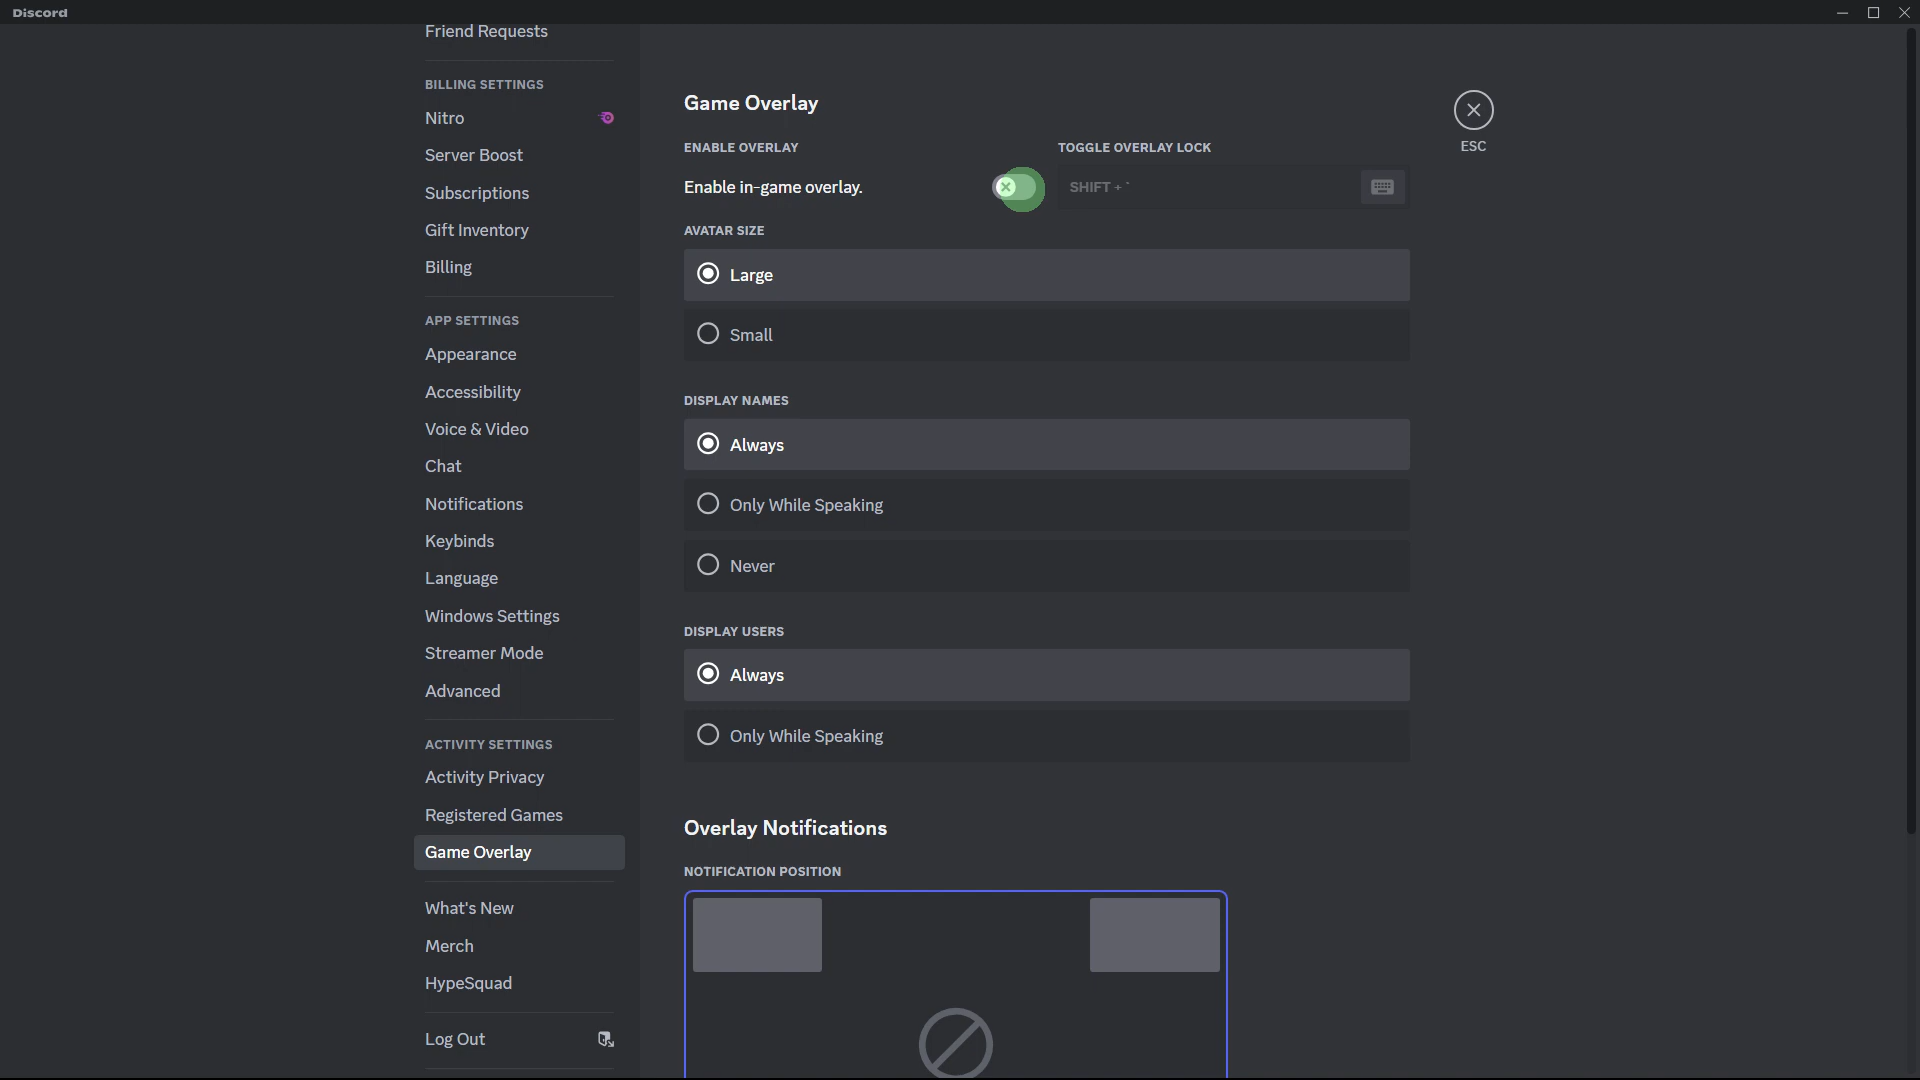 Discord
Friend Requests
BILLING SETTINGS
Nitro
Server Boost
Subscriptions
Gift Inventory
Billing
APP SETTINGS
Appearance
Accessibility
Voice & Video
Chat
Notifications
Keybinds
Language
Windows Settings
Streamer Mode
Advanced
ACTIVITY SETTINGS
Activity Privacy
Registered Games
Game Overlay
What's New
Merch
HypeSquad
Log Out
Game Overlay
ENABLE OVERLAY
Enable in-game overlay.
TOGGLE OVERLAY LOCK
SHIFT + `
ESC
AVATAR SIZE
Large
Small
DISPLAY NAMES
Always
Only While Speaking
Never
DISPLAY USERS
Always
Only While Speaking
Overlay Notifications
NOTIFICATION POSITION